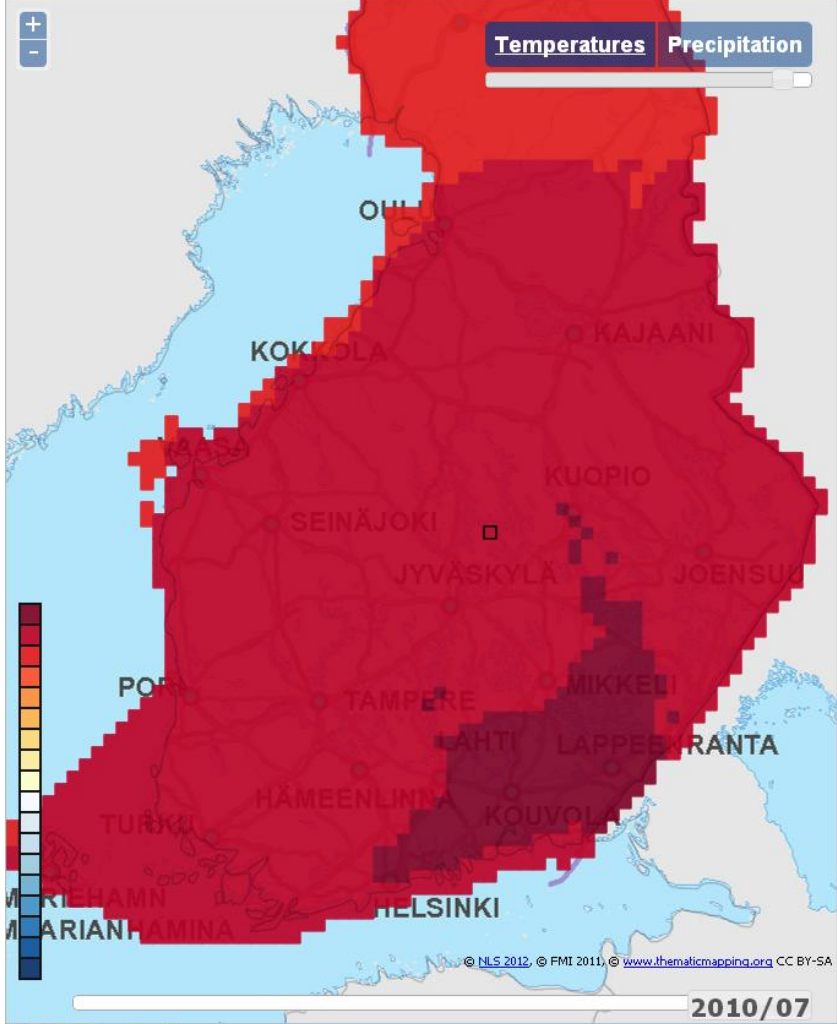 +
Temperatures Precipitation
-
OULU
KAJAANI
KOKKOLA
VAASA
KUOPIO
SEINÄJOKI
JYVÄSKYLÄ
JOENSUU
PORI
MIKKELI
TAMPERE
LAHTI
LAPPEENRANTA
HÄMEENLINNA
KOUVOLA
TURKU
MARIEHAMN
HELSINKI
MAARIANHAMINA
© NLS 2012, © FMI 2011, © www.thematicmapping.org CC BY-SA
2010/07